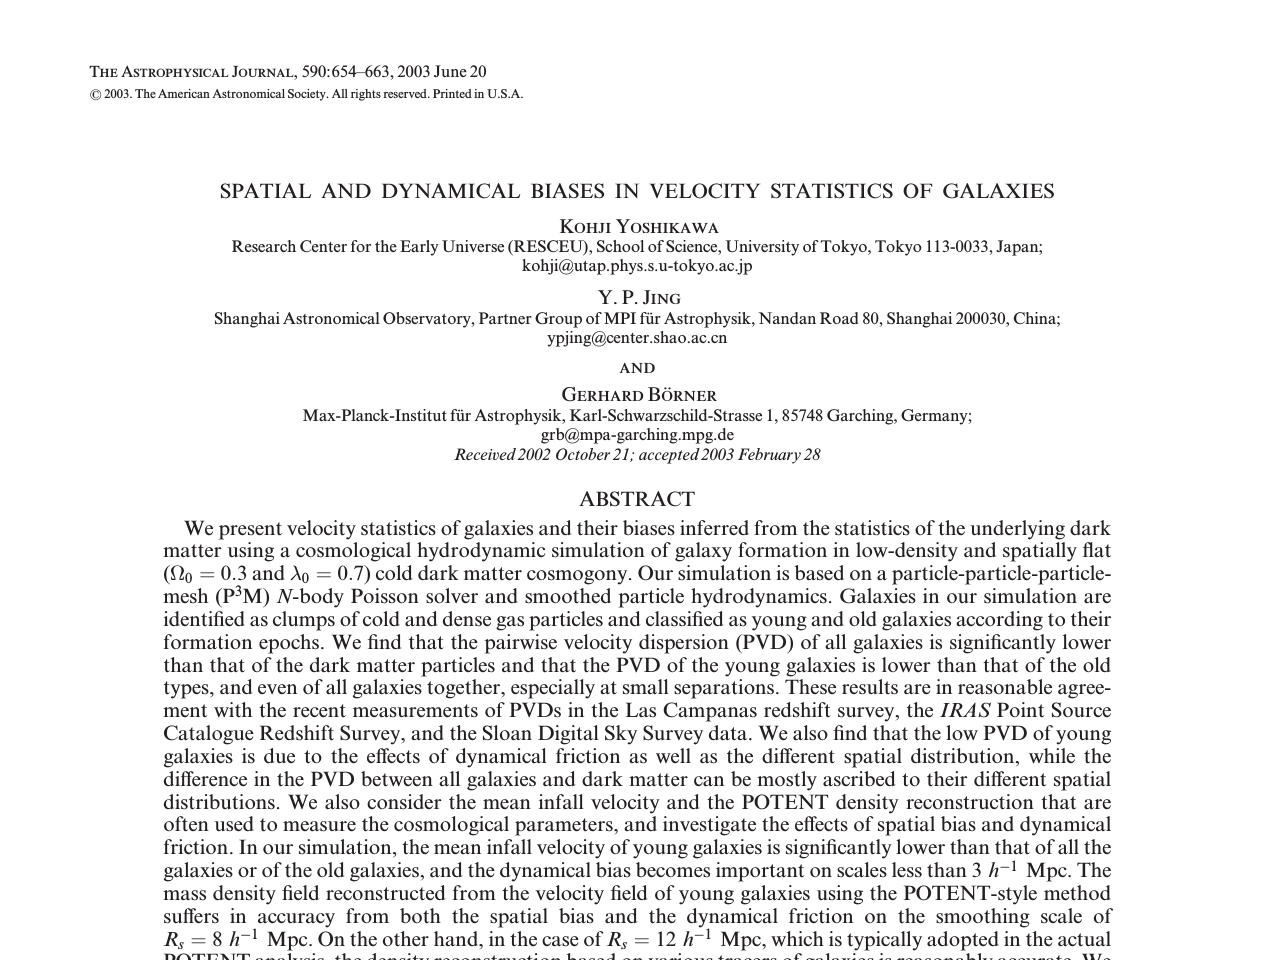 THE ASTROPHYSICAL JOURNAL, 590:654–663, 2003 June 20
© 2003. The American Astronomical Society. All rights reserved. Printed in U.S.A.
SPATIAL AND DYNAMICAL BIASES IN VELOCITY STATISTICS OF GALAXIES
KOHJI YOSHIKAWA
Research Center for the Early Universe (RESCEU), School of Science, University of Tokyo, Tokyo 113-0033, Japan;
kohji@utap.phys.s.u-tokyo.ac.jp
Y. P. JING
Shanghai Astronomical Observatory, Partner Group of MPI für Astrophysik, Nandan Road 80, Shanghai 200030, China;
ypjing@center.shao.ac.cn
AND
GERHARD BÖRNER
Max-Planck-Institut für Astrophysik, Karl-Schwarzschild-Strasse 1, 85748 Garching, Germany;
grb@mpa-garching.mpg.de
Received 2002 October 21; accepted 2003 February 28
ABSTRACT
We present velocity statistics of galaxies and their biases inferred from the statistics of the underlying dark
matter using a cosmological hydrodynamic simulation of galaxy formation in low-density and spatially flat
(Ω₀ = 0.3 and λ₀ = 0.7) cold dark matter cosmogony. Our simulation is based on a particle-particle-particle-
mesh (P³M) N-body Poisson solver and smoothed particle hydrodynamics. Galaxies in our simulation are
identified as clumps of cold and dense gas particles and classified as young and old galaxies according to their
formation epochs. We find that the pairwise velocity dispersion (PVD) of all galaxies is significantly lower
than that of the dark matter particles and that the PVD of the young galaxies is lower than that of the old
types, and even of all galaxies together, especially at small separations. These results are in reasonable agree-
ment with the recent measurements of PVDs in the Las Campanas redshift survey, the IRAS Point Source
Catalogue Redshift Survey, and the Sloan Digital Sky Survey data. We also find that the low PVD of young
galaxies is due to the effects of dynamical friction as well as the different spatial distribution, while the
difference in the PVD between all galaxies and dark matter can be mostly ascribed to their different spatial
distributions. We also consider the mean infall velocity and the POTENT density reconstruction that are
often used to measure the cosmological parameters, and investigate the effects of spatial bias and dynamical
friction. In our simulation, the mean infall velocity of young galaxies is significantly lower than that of all the
galaxies or of the old galaxies, and the dynamical bias becomes important on scales less than 3 h⁻¹ Mpc. The
mass density field reconstructed from the velocity field of young galaxies using the POTENT-style method
suffers in accuracy from both the spatial bias and the dynamical friction on the smoothing scale of
Rₛ = 8 h⁻¹ Mpc. On the other hand, in the case of Rₛ = 12 h⁻¹ Mpc, which is typically adopted in the actual
POTENT analysis, the density reconstruction based on various tracers of galaxies is reasonably accurate. We